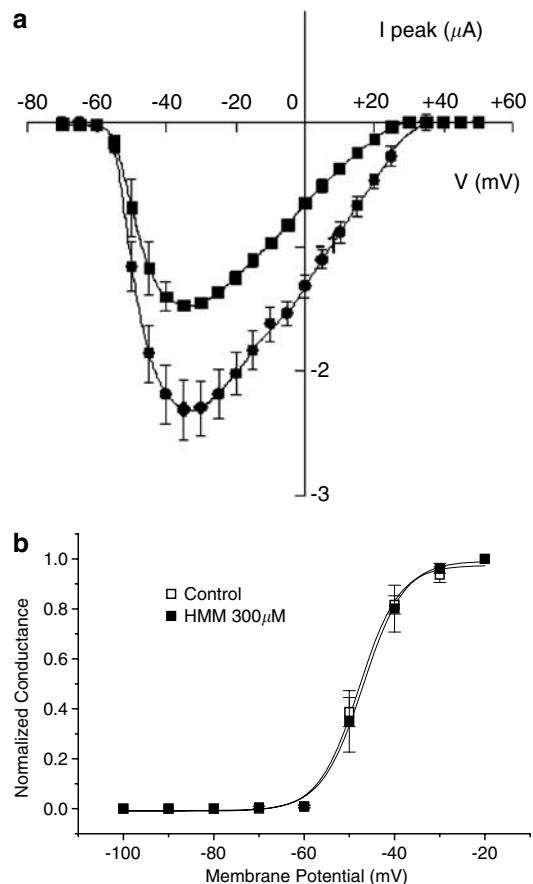 a
I peak (µA)
-80 -60 -40 -20 0 +20 +40 +60
V (mV)
-1
-2
-3
b
1.0
0.8
0.6
0.4
0.2
0.0
Control
HMM 300µM
Normalized Conductance
-100 -80 -60 -40 -20
Membrane Potential (mV)